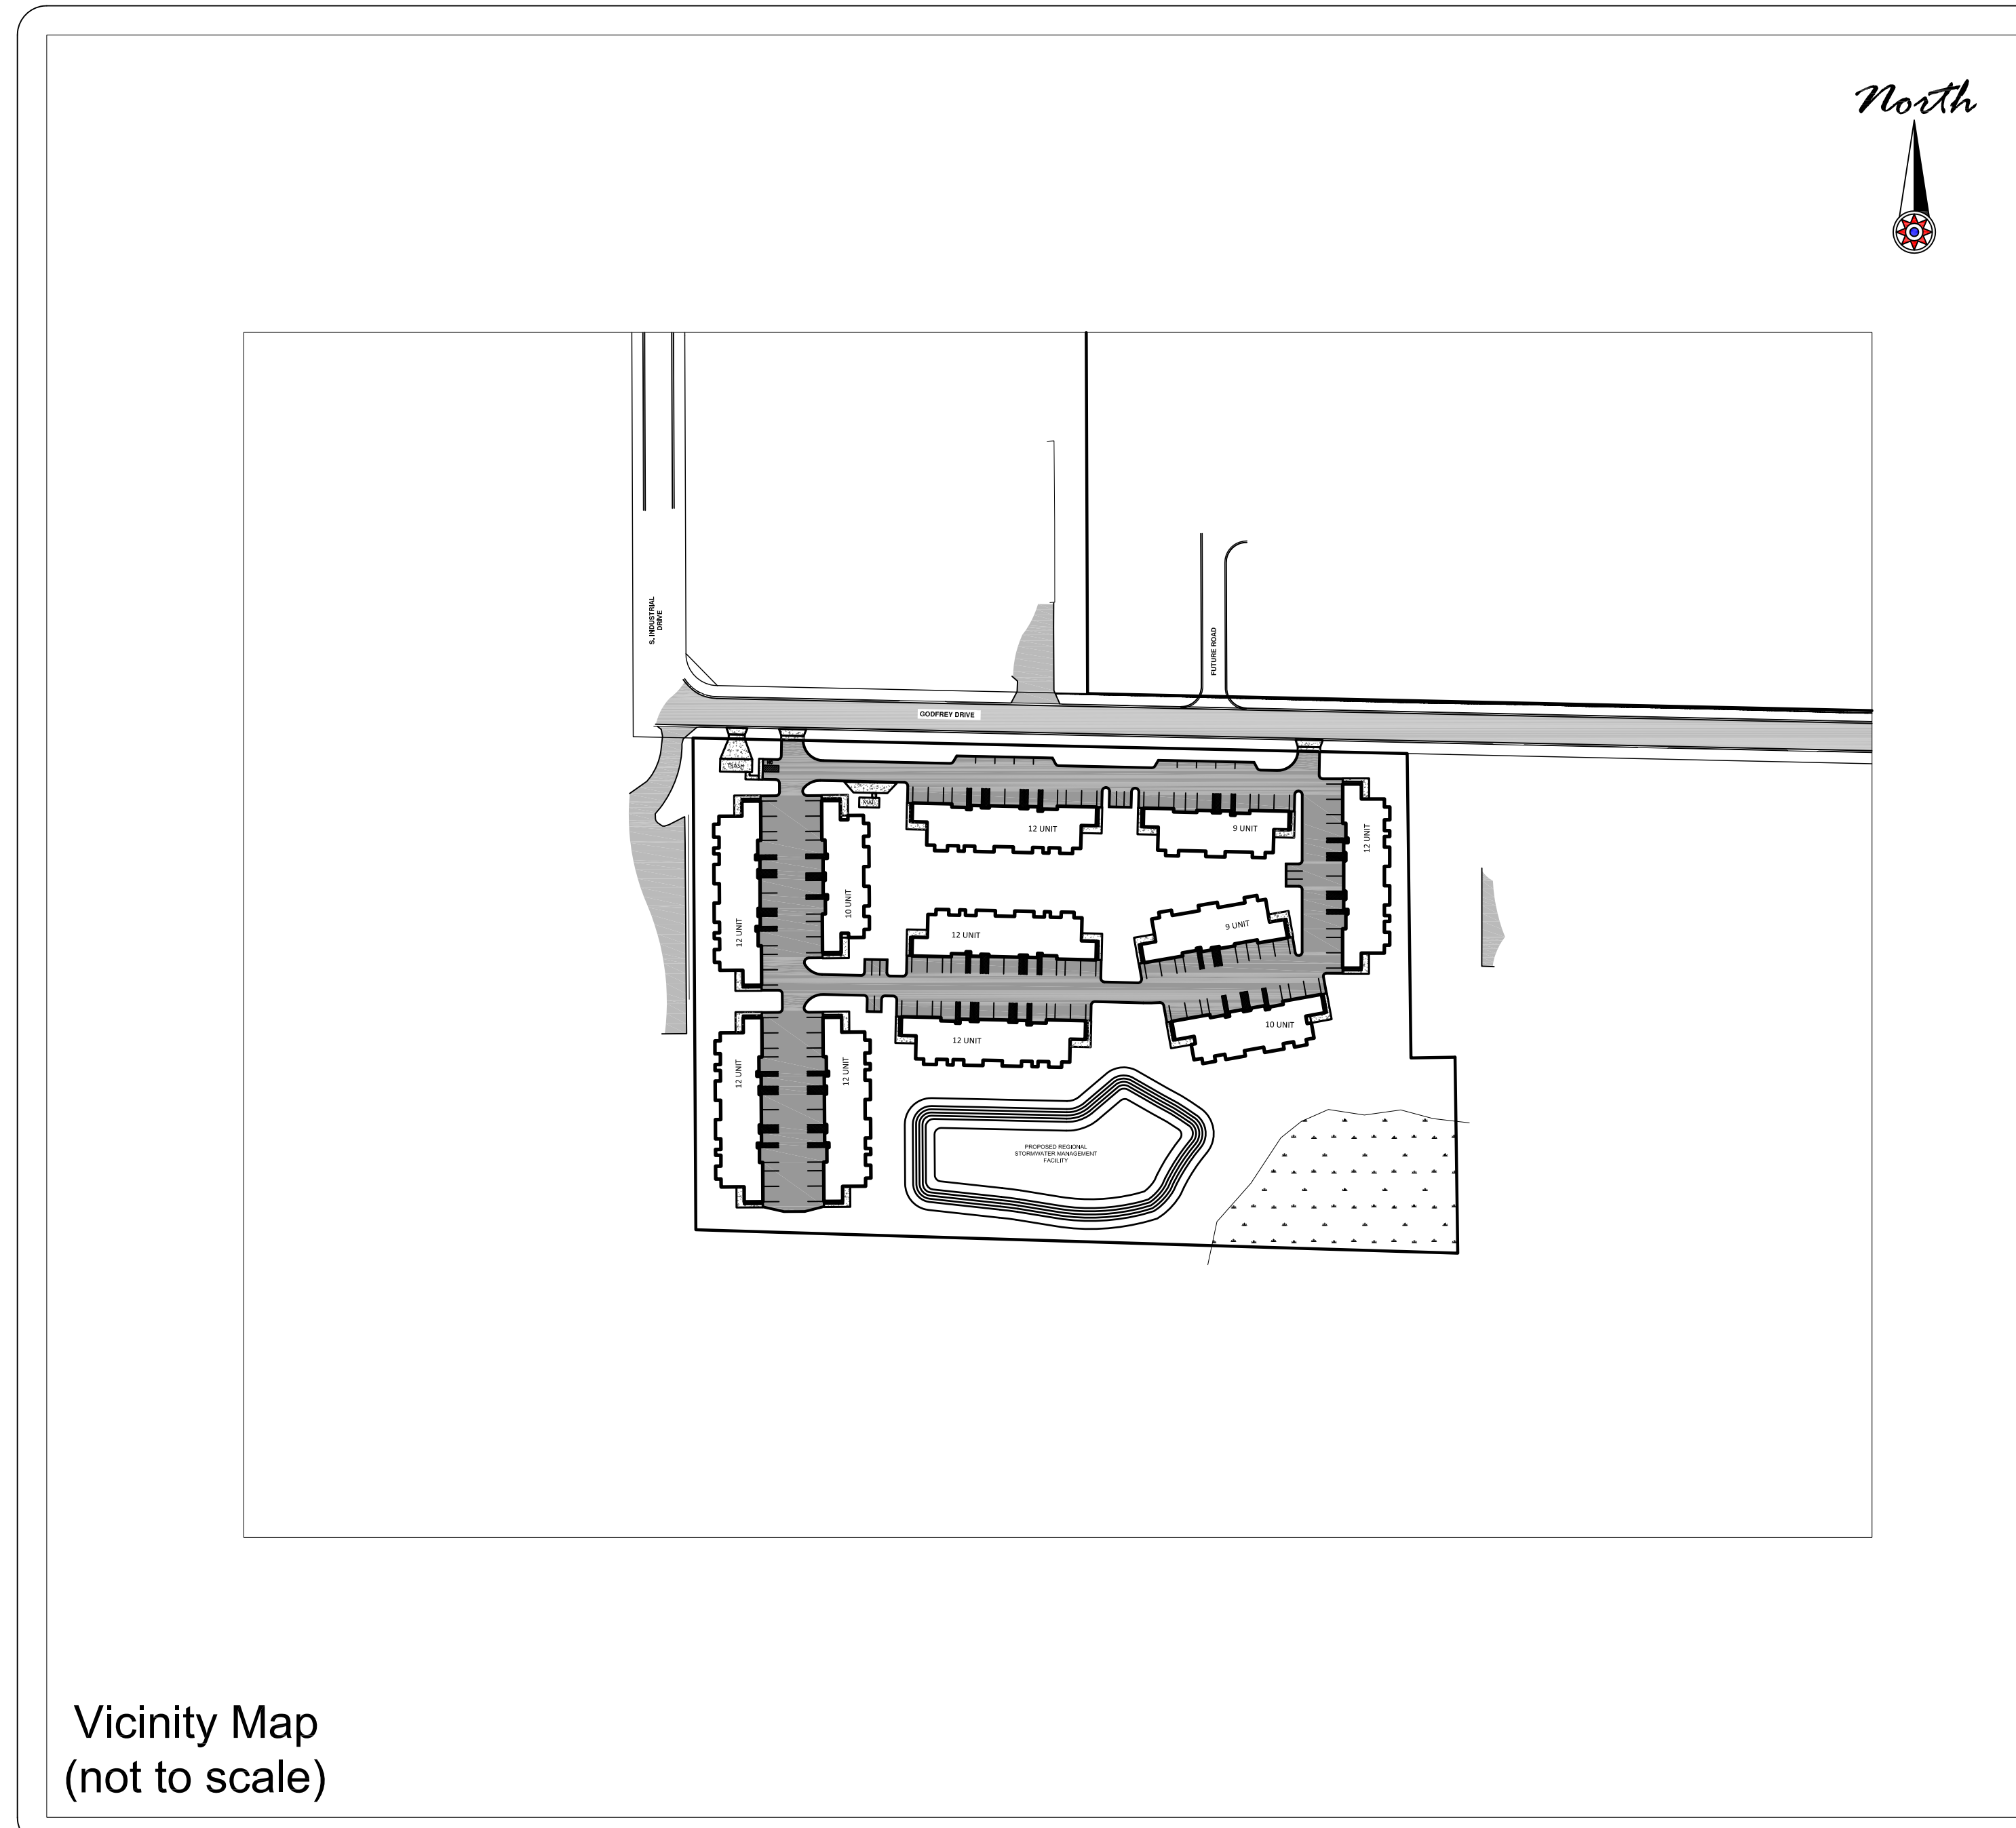 North
S. INDUSTRIAL
DRIVE
FUTURE ROAD
GODFREY DRIVE
TRASH
MAIL
12 UNIT
9 UNIT
12 UNIT
10 UNIT
12 UNIT
12 UNIT
9 UNIT
10 UNIT
12 UNIT
12 UNIT
12 UNIT
PROPOSED REGIONAL
STORMWATER MANAGEMENT
FACILITY
Vicinity Map
(not to scale)